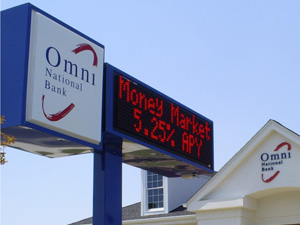 Omni
National
Bank
Money Market
5.25% APY
Omni
National
Bank